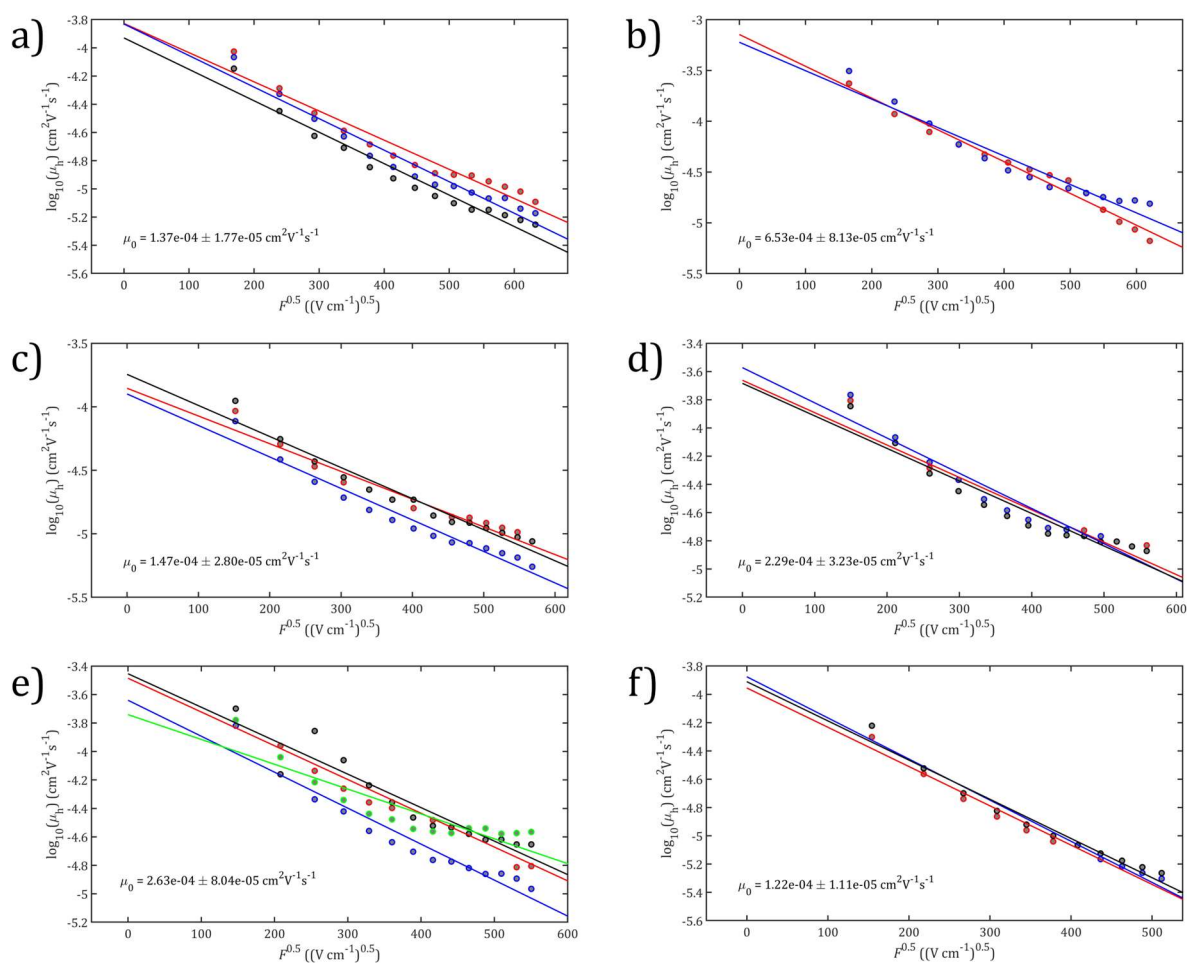 a)
-3.8
-4
-4.2
-4.4
-4.6
-4.8
-5
-5.2
-5.4
-5.6
log₁₀(μₕ) (cm²V⁻¹s⁻¹)
μ₀ = 1.37e-04 ± 1.77e-05 cm²V⁻¹s⁻¹
0 100 200 300 400 500 600
F⁰·⁵ ((V cm⁻¹)⁰·⁵)
b)
-3
-3.5
-4
-4.5
-5
-5.5
log₁₀(μₕ) (cm²V⁻¹s⁻¹)
μ₀ = 6.53e-04 ± 8.13e-05 cm²V⁻¹s⁻¹
0 100 200 300 400 500 600
F⁰·⁵ ((V cm⁻¹)⁰·⁵)
c)
-3.5
-4
-4.5
-5
-5.5
log₁₀(μₕ) (cm²V⁻¹s⁻¹)
μ₀ = 1.47e-04 ± 2.80e-05 cm²V⁻¹s⁻¹
0 100 200 300 400 500 600
F⁰·⁵ ((V cm⁻¹)⁰·⁵)
d)
-3.4
-3.6
-3.8
-4
-4.2
-4.4
-4.6
-4.8
-5
-5.2
log₁₀(μₕ) (cm²V⁻¹s⁻¹)
μ₀ = 2.29e-04 ± 3.23e-05 cm²V⁻¹s⁻¹
0 100 200 300 400 500 600
F⁰·⁵ ((V cm⁻¹)⁰·⁵)
e)
-3.4
-3.6
-3.8
-4
-4.2
-4.4
-4.6
-4.8
-5
-5.2
log₁₀(μₕ) (cm²V⁻¹s⁻¹)
μ₀ = 2.63e-04 ± 8.04e-05 cm²V⁻¹s⁻¹
0 100 200 300 400 500 600
F⁰·⁵ ((V cm⁻¹)⁰·⁵)
f)
-3.8
-4
-4.2
-4.4
-4.6
-4.8
-5
-5.2
-5.4
-5.6
log₁₀(μₕ) (cm²V⁻¹s⁻¹)
μ₀ = 1.22e-04 ± 1.11e-05 cm²V⁻¹s⁻¹
0 100 200 300 400 500
F⁰·⁵ ((V cm⁻¹)⁰·⁵)